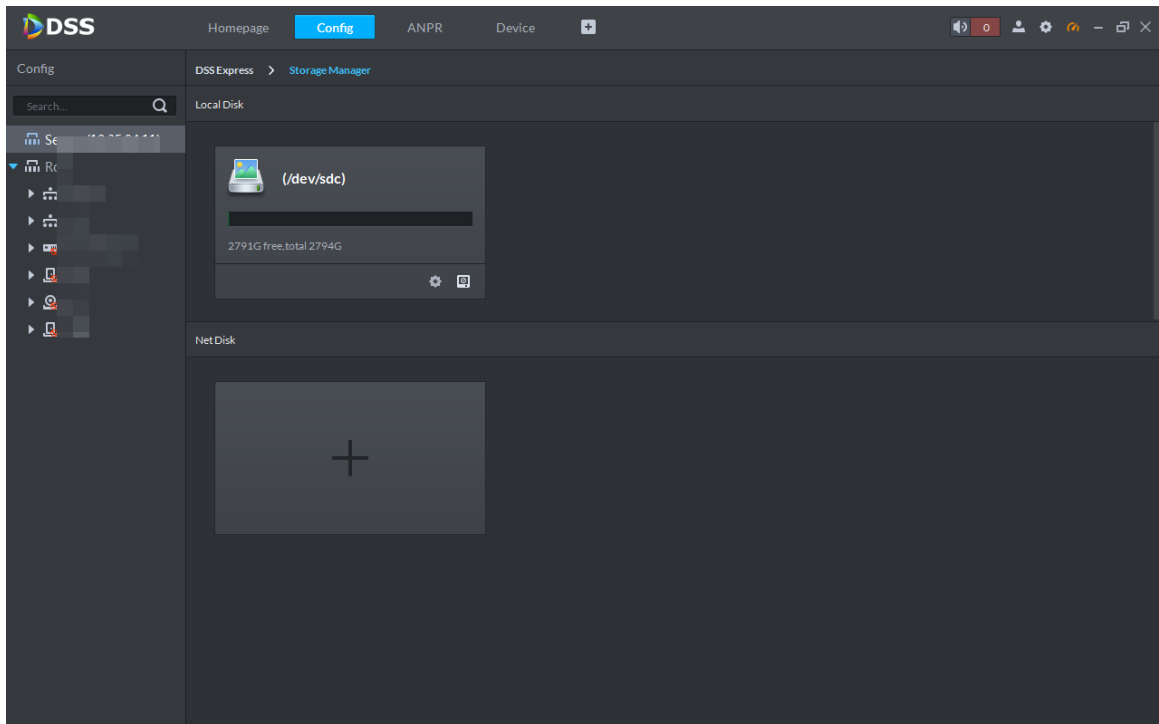 DSS
Homepage
Config
ANPR
Device
0
Config
DSS Express > Storage Manager
Search...
Local Disk
(/dev/sdc)
2791G free,total 2794G
Net Disk